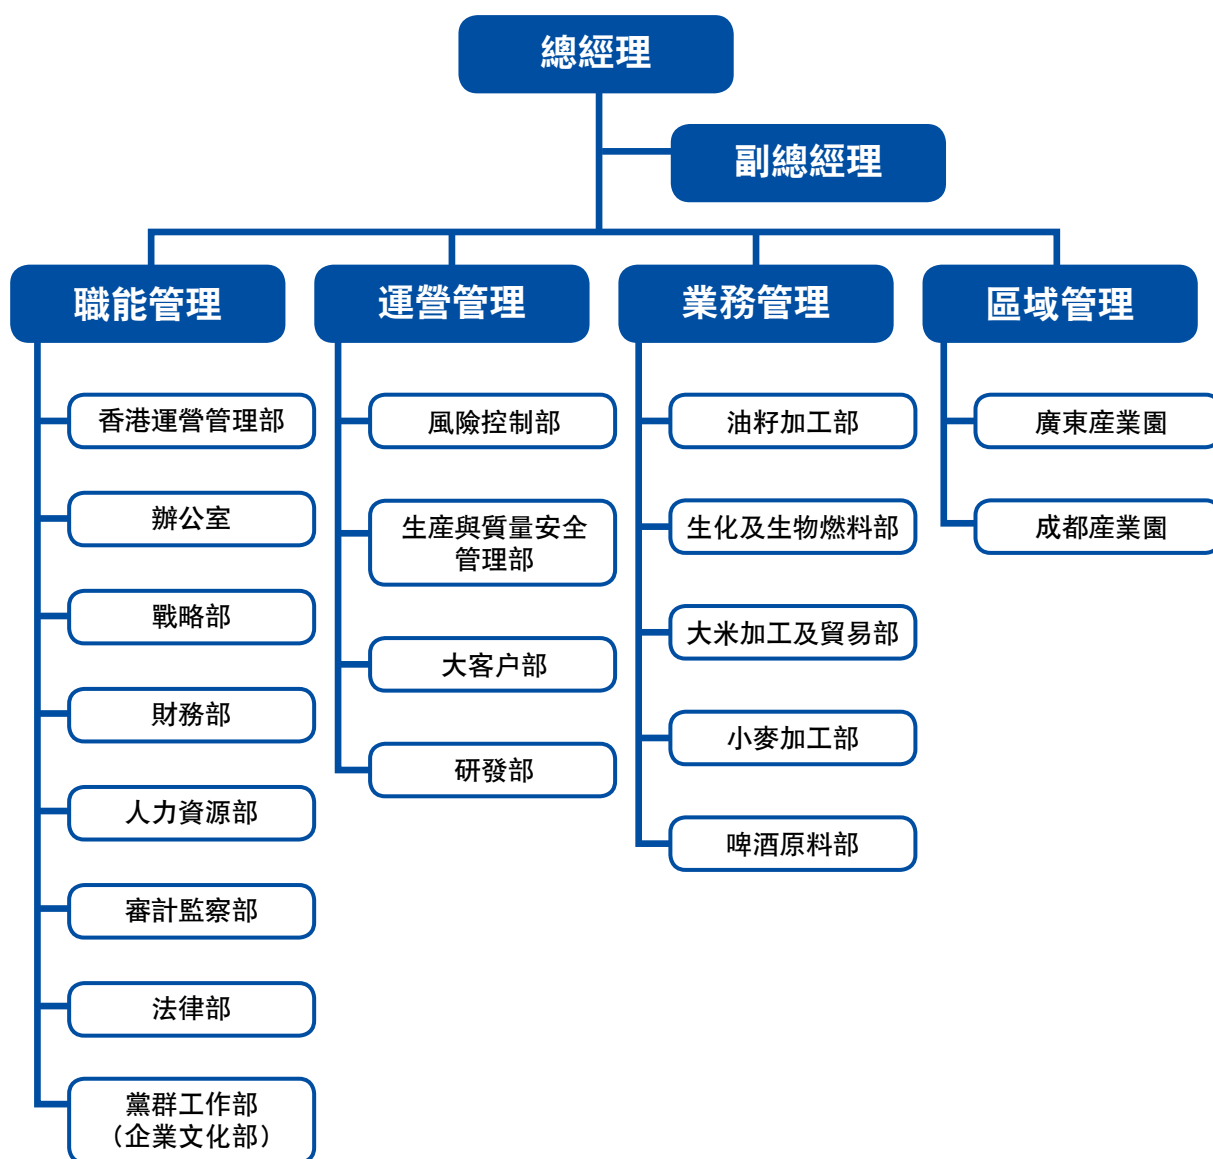 總經理
副總經理
職能管理
運營管理
業務管理
區域管理
香港運營管理部
辦公室
戰略部
財務部
人力資源部
審計監察部
法律部
黨群工作部
（企業文化部）
風險控制部
生産與質量安全
管理部
大客户部
研發部
油籽加工部
生化及生物燃料部
大米加工及貿易部
小麥加工部
啤酒原料部
廣東産業園
成都産業園